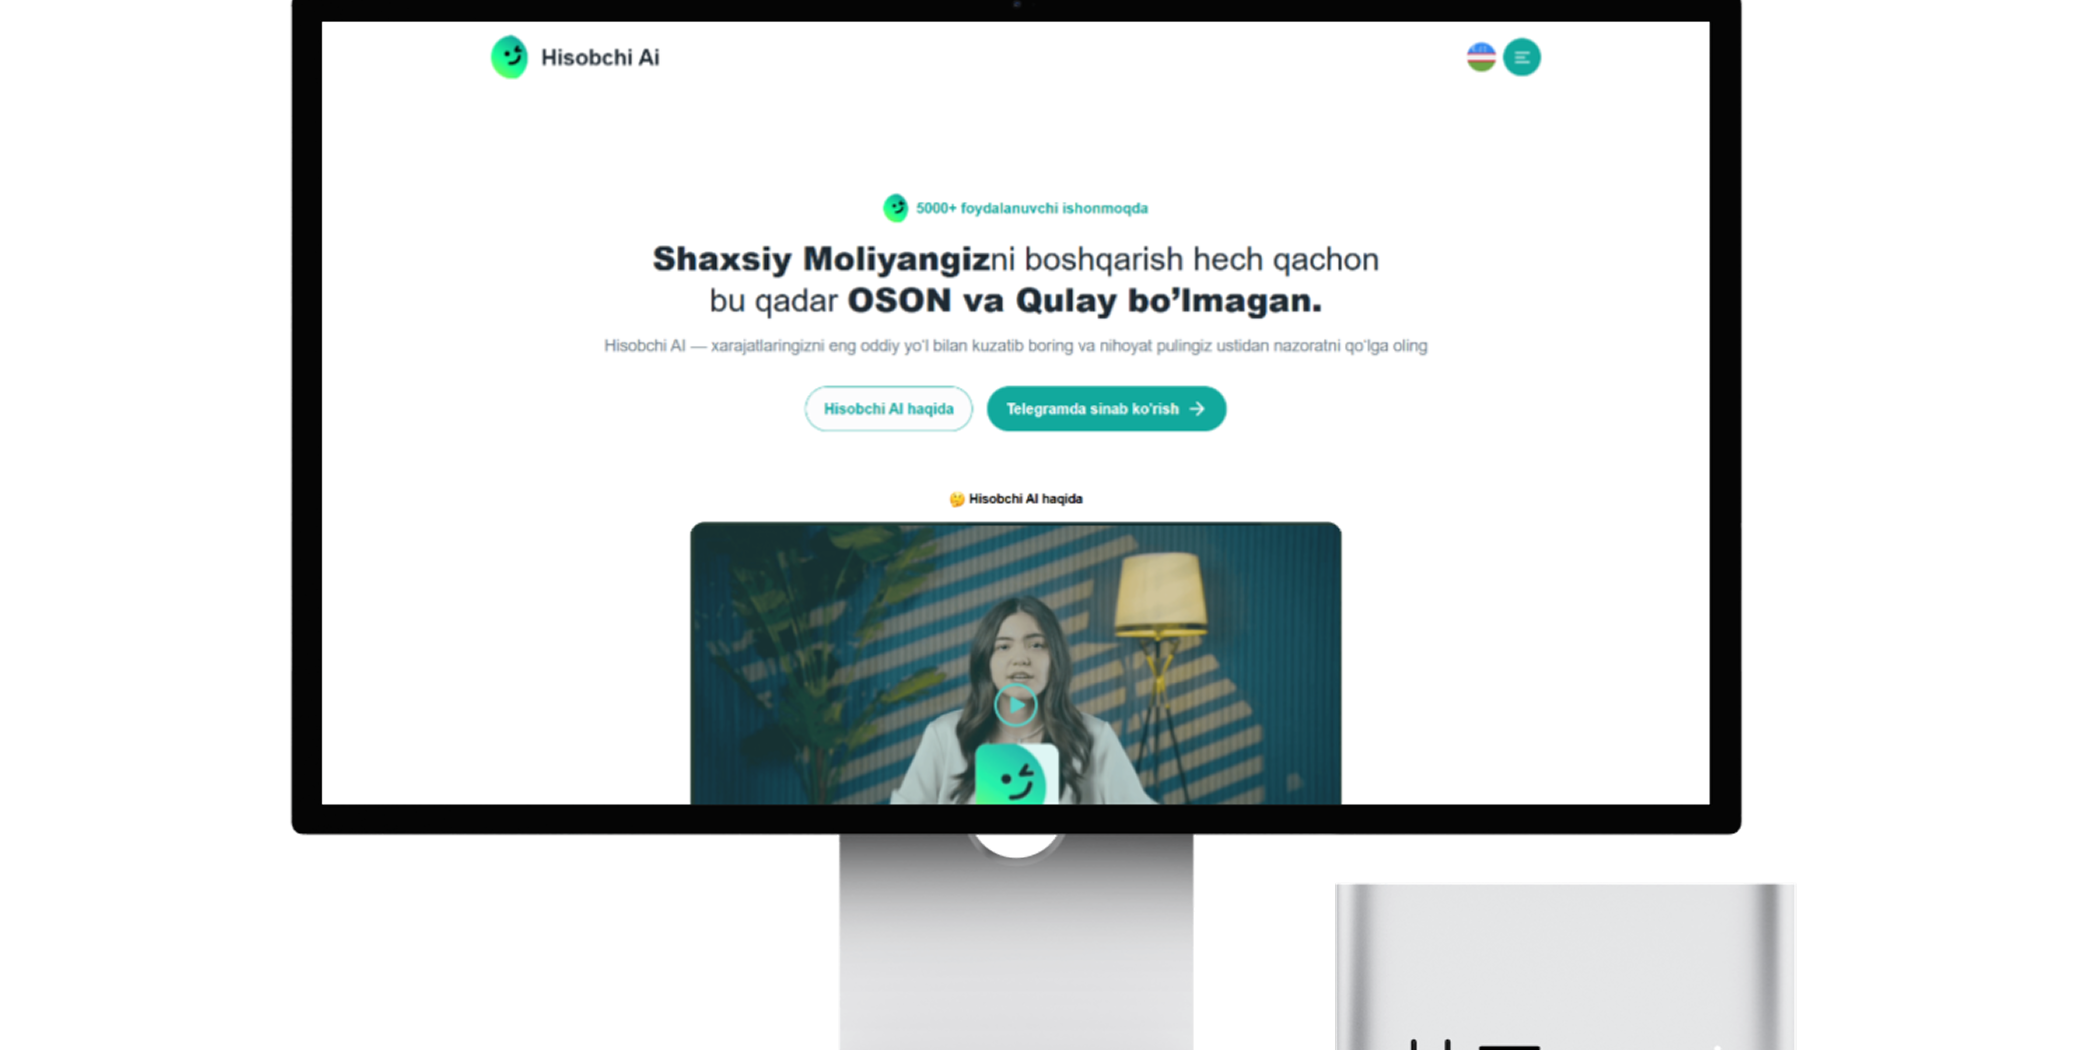 Hisobchi Ai
5000+ foydalanuvchi ishonmoqda
Shaxsiy Moliyangizni boshqarish hech qachon
bu qadar OSON va Qulay bo’lmagan.
Hisobchi AI — xarajatlaringizni eng oddiy yo‘l bilan kuzatib boring va nihoyat pulingiz ustidan nazoratni qo‘lga oling
Hisobchi AI haqida
Telegramda sinab ko'rish
Hisobchi AI haqida